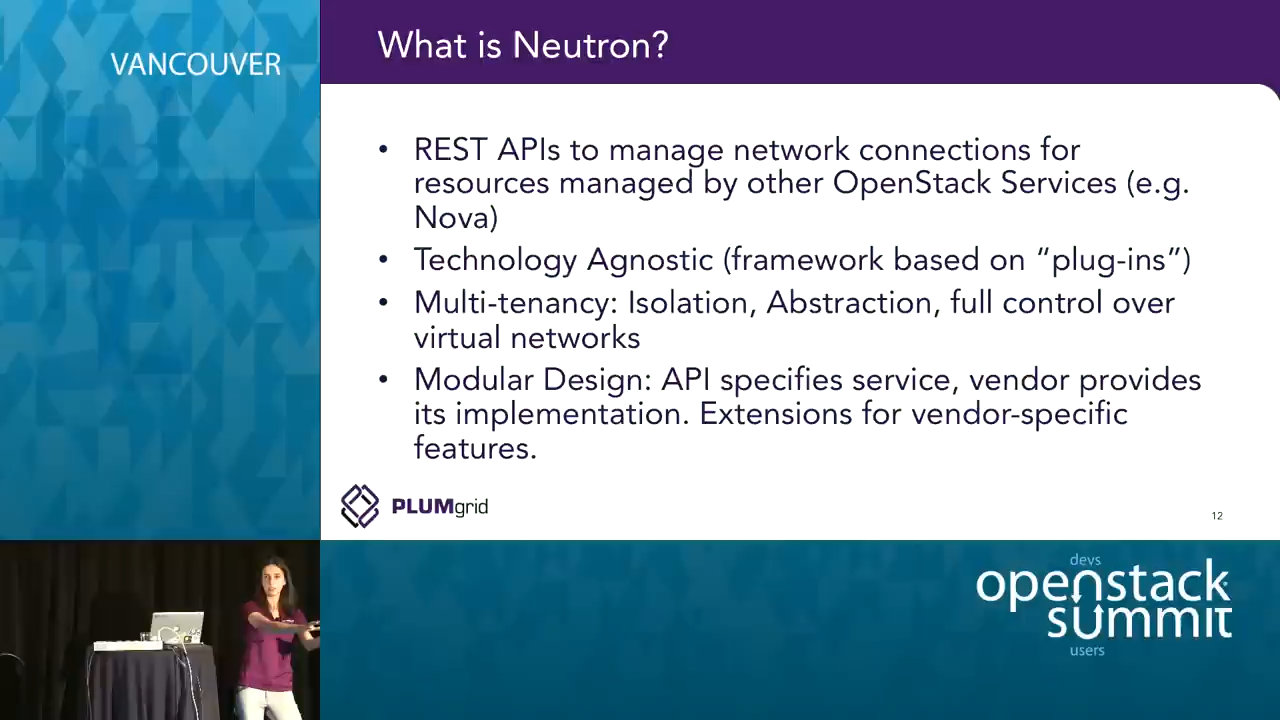 VANCOUVER
What is Neutron?
• REST APIs to manage network connections for
resources managed by other OpenStack Services (e.g.
Nova)
• Technology Agnostic (framework based on “plug-ins”)
• Multi-tenancy: Isolation, Abstraction, full control over
virtual networks
• Modular Design: API specifies service, vendor provides
its implementation. Extensions for vendor-specific
features.
PLUMgrid
12
devs
openstack
summit
users